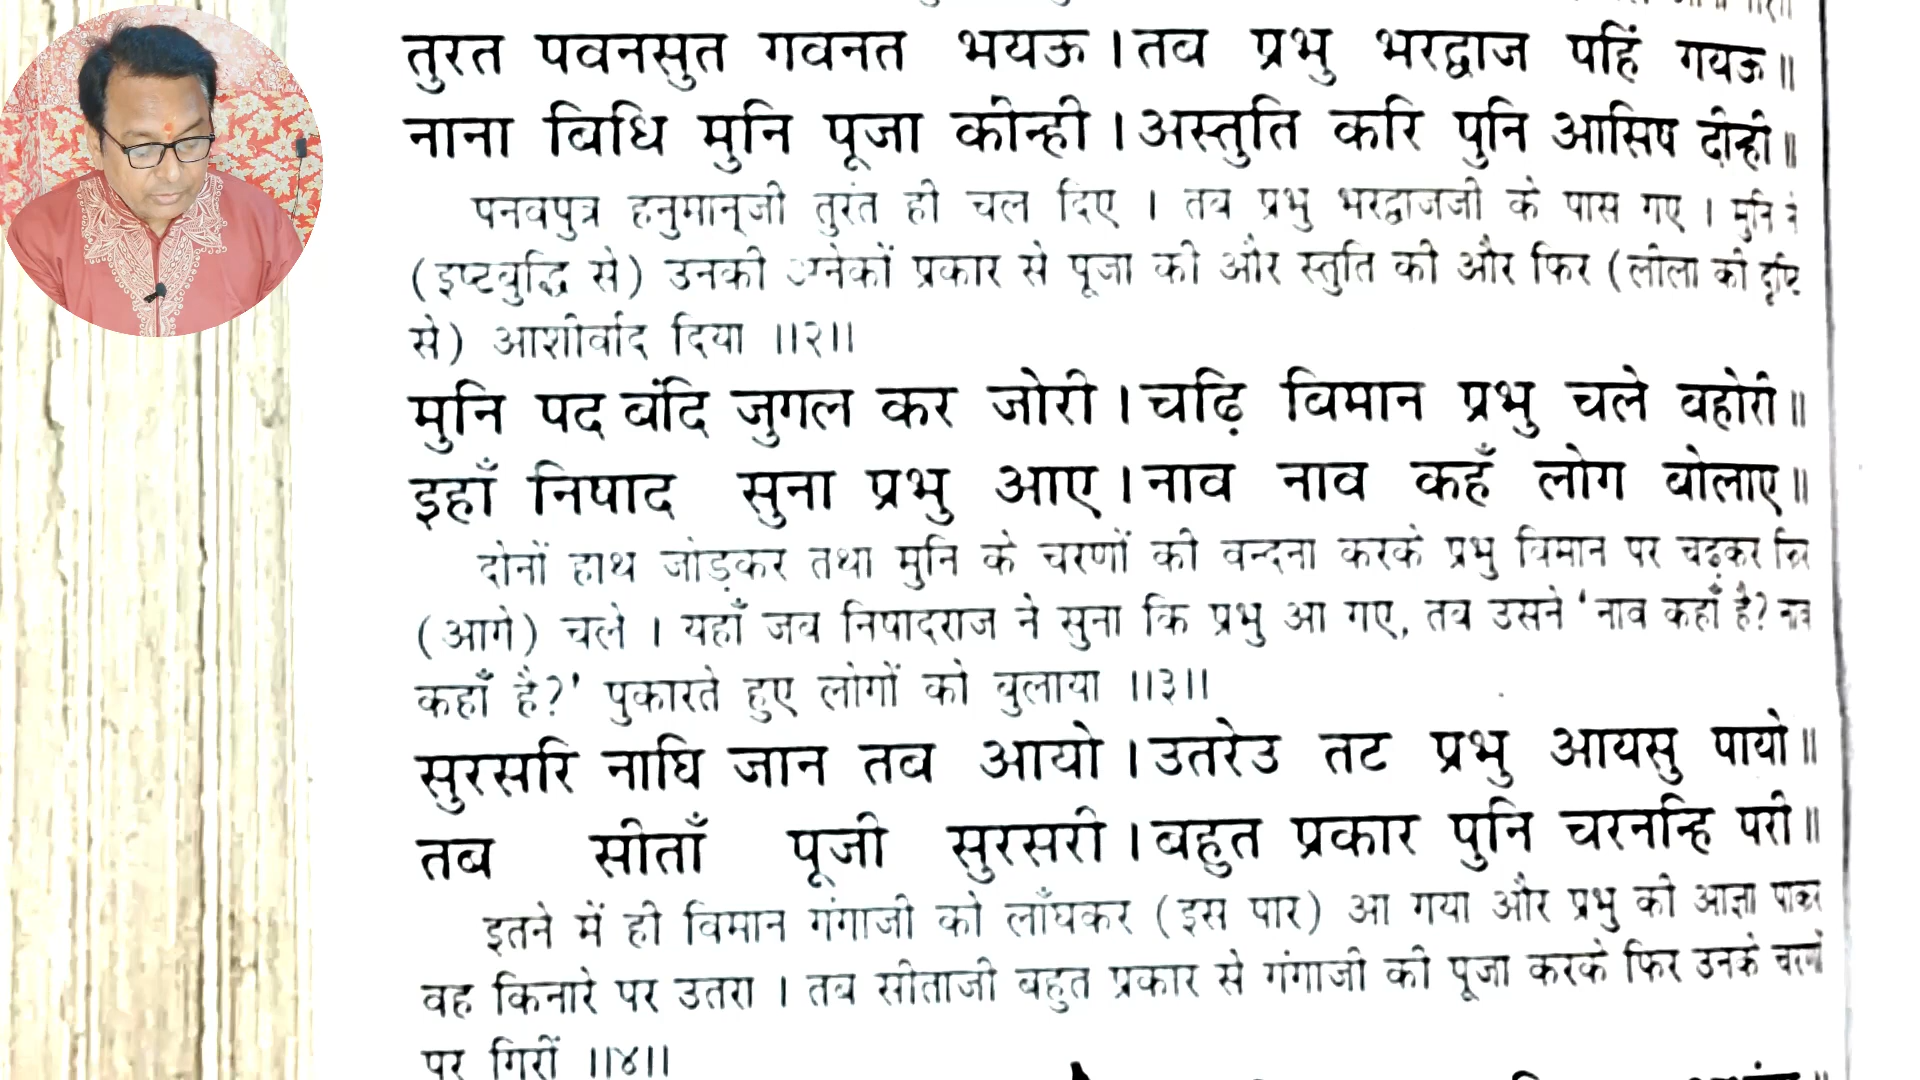 तुरत पवनसुत गवनत भयऊ । तब प्रभु भरद्वाज पहिं गयऊ ॥
नाना बिधि मुनि पूजा कीन्ही । अस्तुति करि पुनि आसिष दीन्ही ॥
पनवपुत्र हनुमान्जी तुरंत ही चल दिए । तब प्रभु भरद्वाजजी के पास गए । मुनि ने
(इष्टबुद्धि से) उनकी अनेकों प्रकार से पूजा की और स्तुति की और फिर (लीला की दृष्टि
से) आशीर्वाद दिया ।।२।।
मुनि पद बंदि जुगल कर जोरी । चढ़ि बिमान प्रभु चले बहोरी ॥
इहाँ निषाद सुना प्रभु आए । नाव नाव कहँ लोग बोलाए ॥
दोनों हाथ जोड़कर तथा मुनि के चरणों की वन्दना करके प्रभु विमान पर चढ़कर फिर
(आगे) चले । यहाँ जब निषादराज ने सुना कि प्रभु आ गए, तब उसने 'नाव कहाँ है? नाव
कहाँ है?' पुकारते हुए लोगों को बुलाया ।।३।।
सुरसरि नाघि जान तब आयो । उतरेउ तट प्रभु आयसु पायो ॥
तब सीताँ पूजी सुरसरी । बहुत प्रकार पुनि चरनन्हि परी ॥
इतने में ही विमान गंगाजी को लाँघकर (इस पार) आ गया और प्रभु की आज्ञा पाकर
वह किनारे पर उतरा । तब सीताजी बहुत प्रकार से गंगाजी की पूजा करके फिर उनके चरणों
पर गिरीं ।।४।।